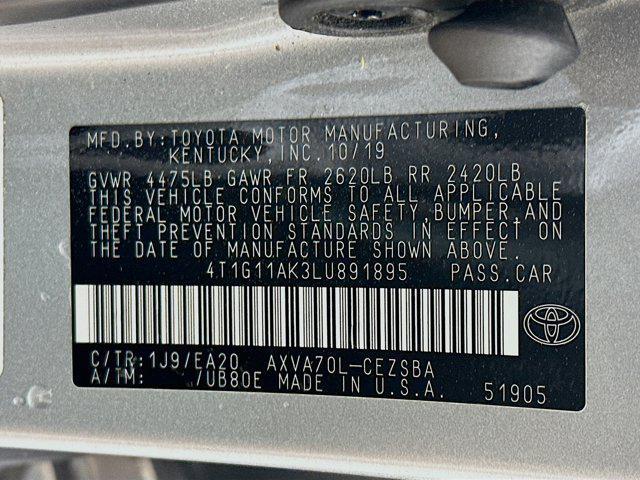 MFD.BY:TOYOTA MOTOR MANUFACTURING,
KENTUCKY,INC.10/19
GVWR 4475LB GAWR FR 2620LB RR 2420LB
THIS VEHICLE CONFORMS TO ALL APPLICABLE
FEDERAL MOTOR VEHICLE SAFETY,BUMPER,AND
THEFT PREVENTION STANDARDS IN EFFECT ON
THE DATE OF MANUFACTURE SHOWN ABOVE.
4T1G11AK3LU891895 PASS.CAR
C/TR:1J9/EA20 AXVA70L-CEZSBA
A/TM: /UB80E MADE IN U.S.A. 51905